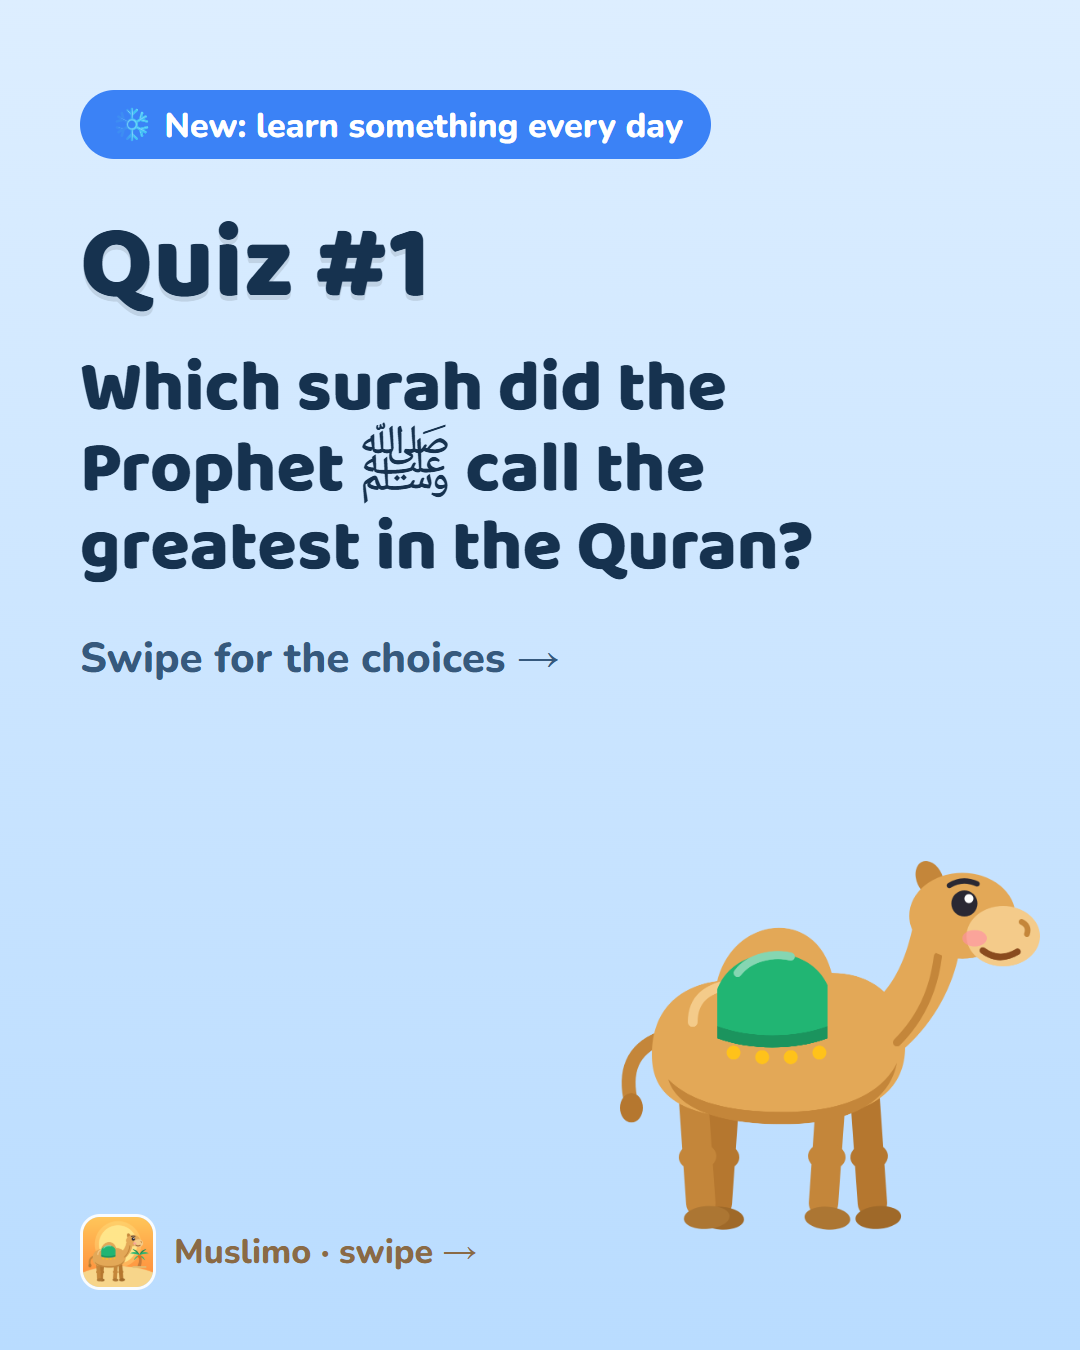 New: learn something every day
Quiz #1
Which surah did the
Prophet ﷺ call the
greatest in the Quran?
Swipe for the choices →
Muslimo · swipe →